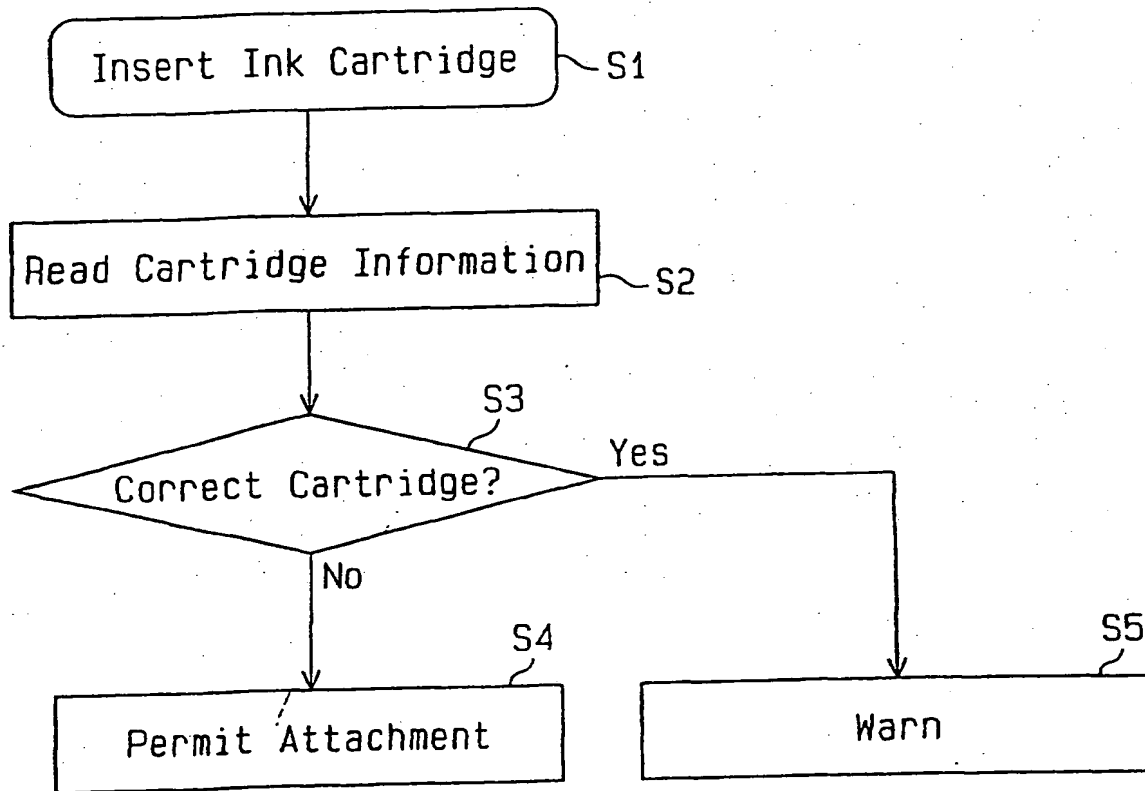 Insert Ink Cartridge
S1
Read Cartridge Information
S2
S3
Correct Cartridge?
Yes
No
S4
Permit Attachment
S5
Warn